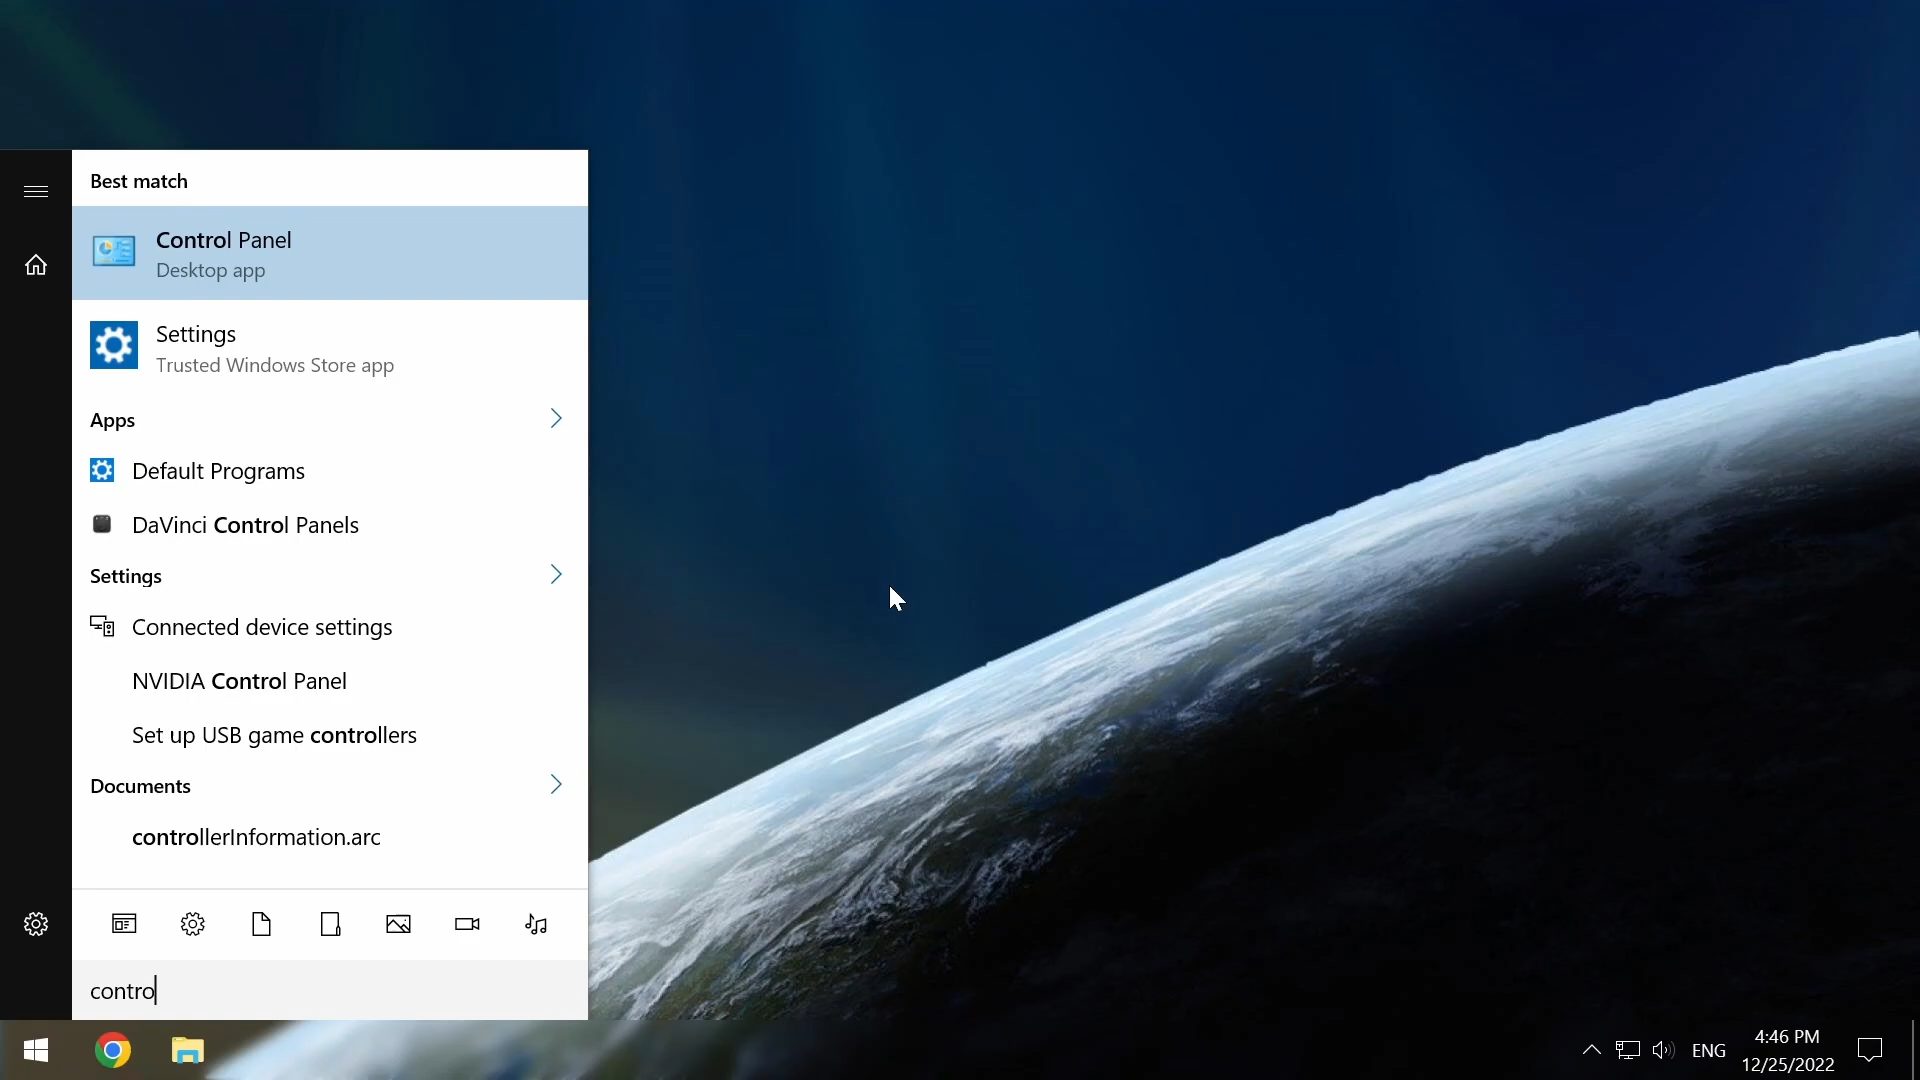 Best match
Control Panel
Desktop app
Settings
Trusted Windows Store app
Apps
Default Programs
DaVinci Control Panels
Settings
Connected device settings
NVIDIA Control Panel
Set up USB game controllers
Documents
controllerInformation.arc
contro
ENG
4:46 PM
12/25/2022